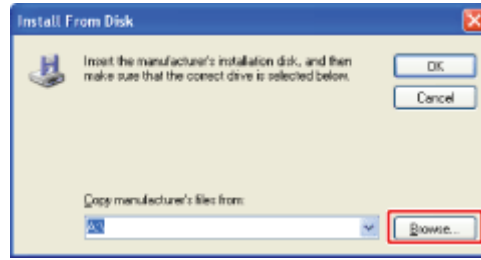 Install From Disk
Insert the manufacturer's installation disk, and then
make sure that the correct drive is selected below.
OK
Cancel
Copy manufacturer's files from:
A:\
Browse...